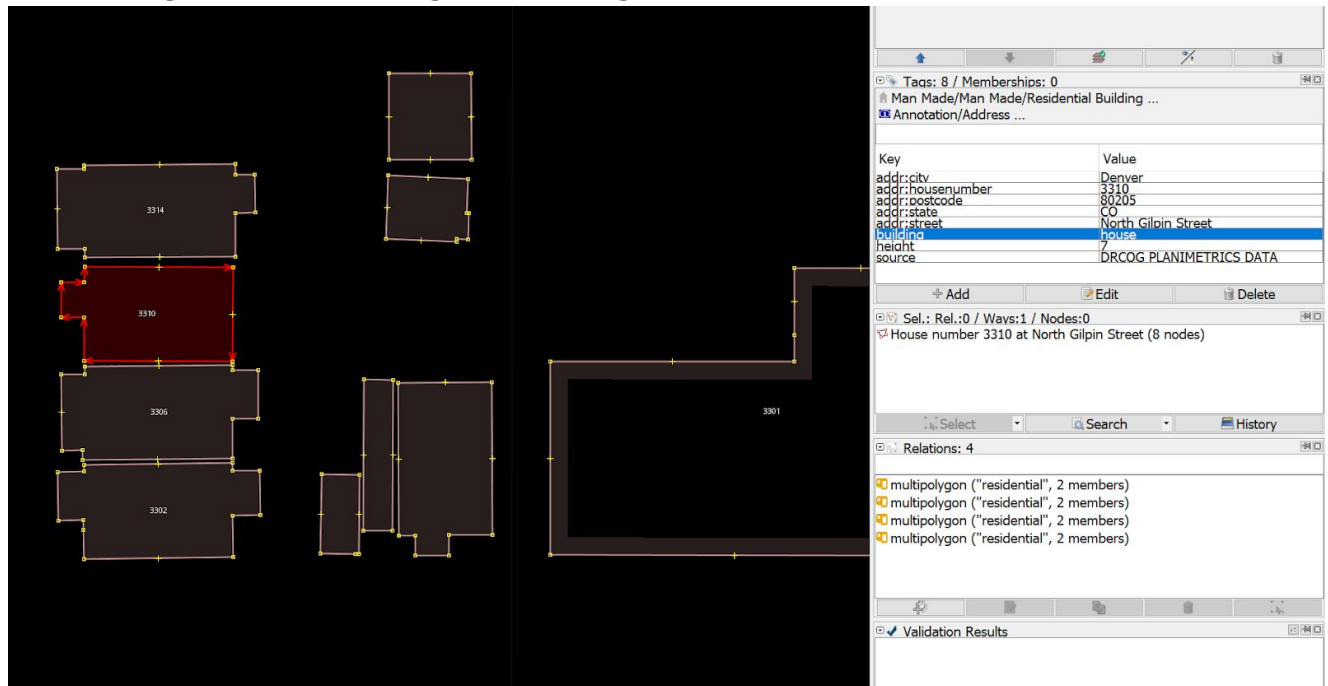 3314
3310
3306
3302
3301
Tags: 8 / Memberships: 0
Man Made/Man Made/Residential Building ...
Annotation/Address ...
Key Value
addr:city Denver
addr:housenumber 3310
addr:postcode 80205
addr:state CO
addr:street North Gilpin Street
building house
height 7
source DRCOG PLANIMETRICS DATA
Add Edit Delete
Sel.: Rel.:0 / Ways:1 / Nodes:0
House number 3310 at North Gilpin Street (8 nodes)
Select Search History
Relations: 4
multipolygon ("residential", 2 members)
multipolygon ("residential", 2 members)
multipolygon ("residential", 2 members)
multipolygon ("residential", 2 members)
Validation Results